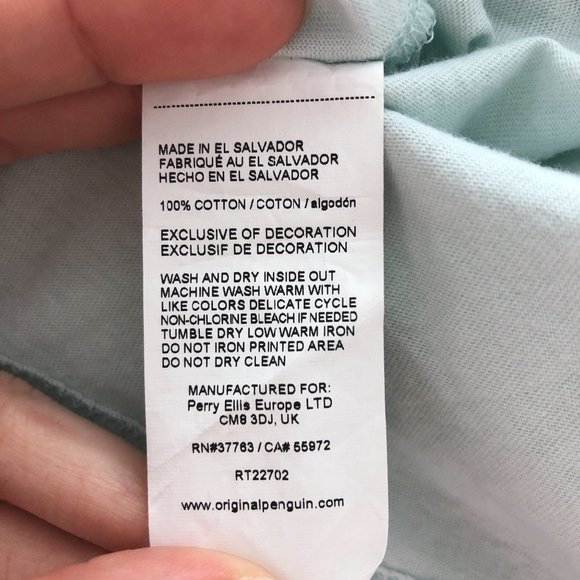 MADE IN EL SALVADOR
FABRIQUÉ AU EL SALVADOR
HECHO EN EL SALVADOR
100% COTTON / COTON / algodón
EXCLUSIVE OF DECORATION
EXCLUSIF DE DECORATION
WASH AND DRY INSIDE OUT
MACHINE WASH WARM WITH
LIKE COLORS DELICATE CYCLE
NON-CHLORINE BLEACH IF NEEDED
TUMBLE DRY LOW WARM IRON
DO NOT IRON PRINTED AREA
DO NOT DRY CLEAN
MANUFACTURED FOR:
Perry Ellis Europe LTD
CM9 3DJ, UK
RN#37763 / CA# 55972
RT22702
www.originalpenguin.com